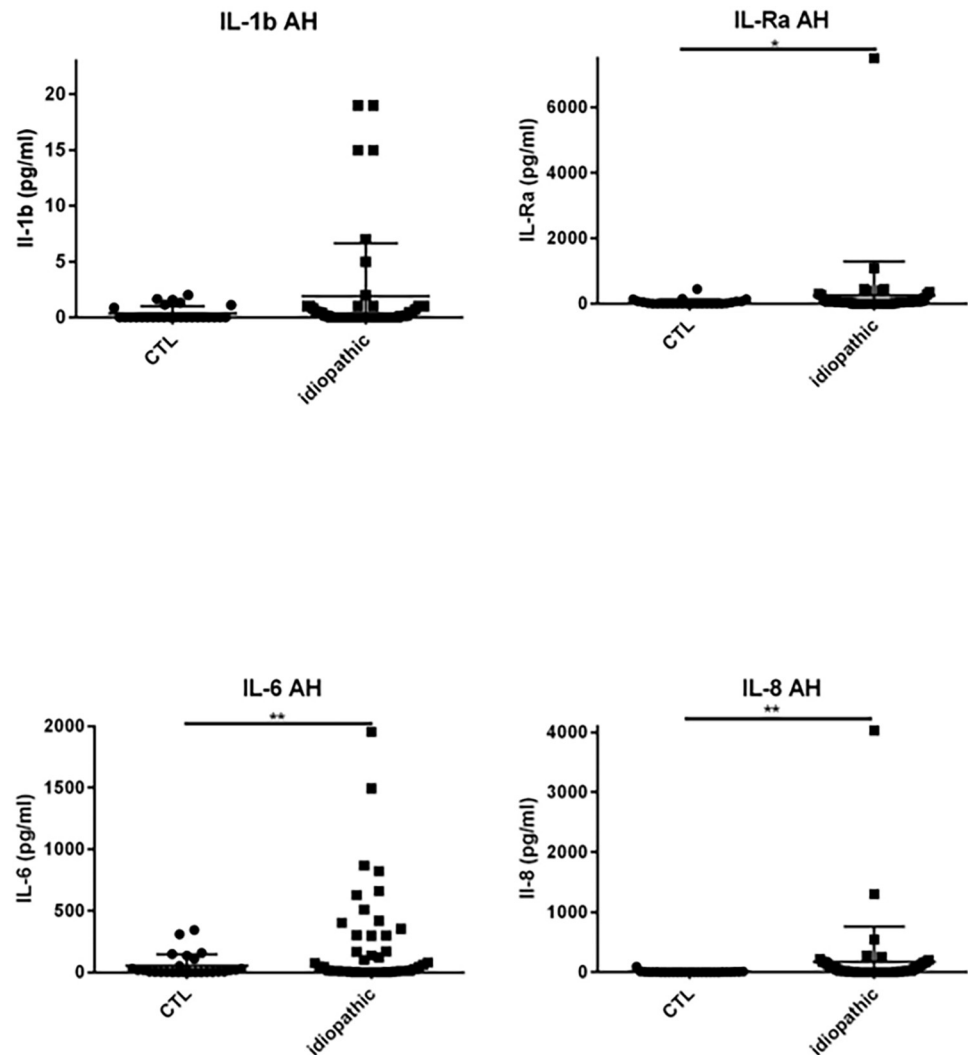 IL-1b AH
Il-1b (pg/ml)
20
15
10
5
0
CTL
idiopathic
IL-Ra AH
*
IL-Ra (pg/ml)
6000
4000
2000
0
CTL
idiopathic
IL-6 AH
**
IL-6 (pg/ml)
2000
1500
1000
500
0
CTL
idiopathic
IL-8 AH
**
Il-8 (pg/ml)
4000
3000
2000
1000
0
CTL
idiopathic